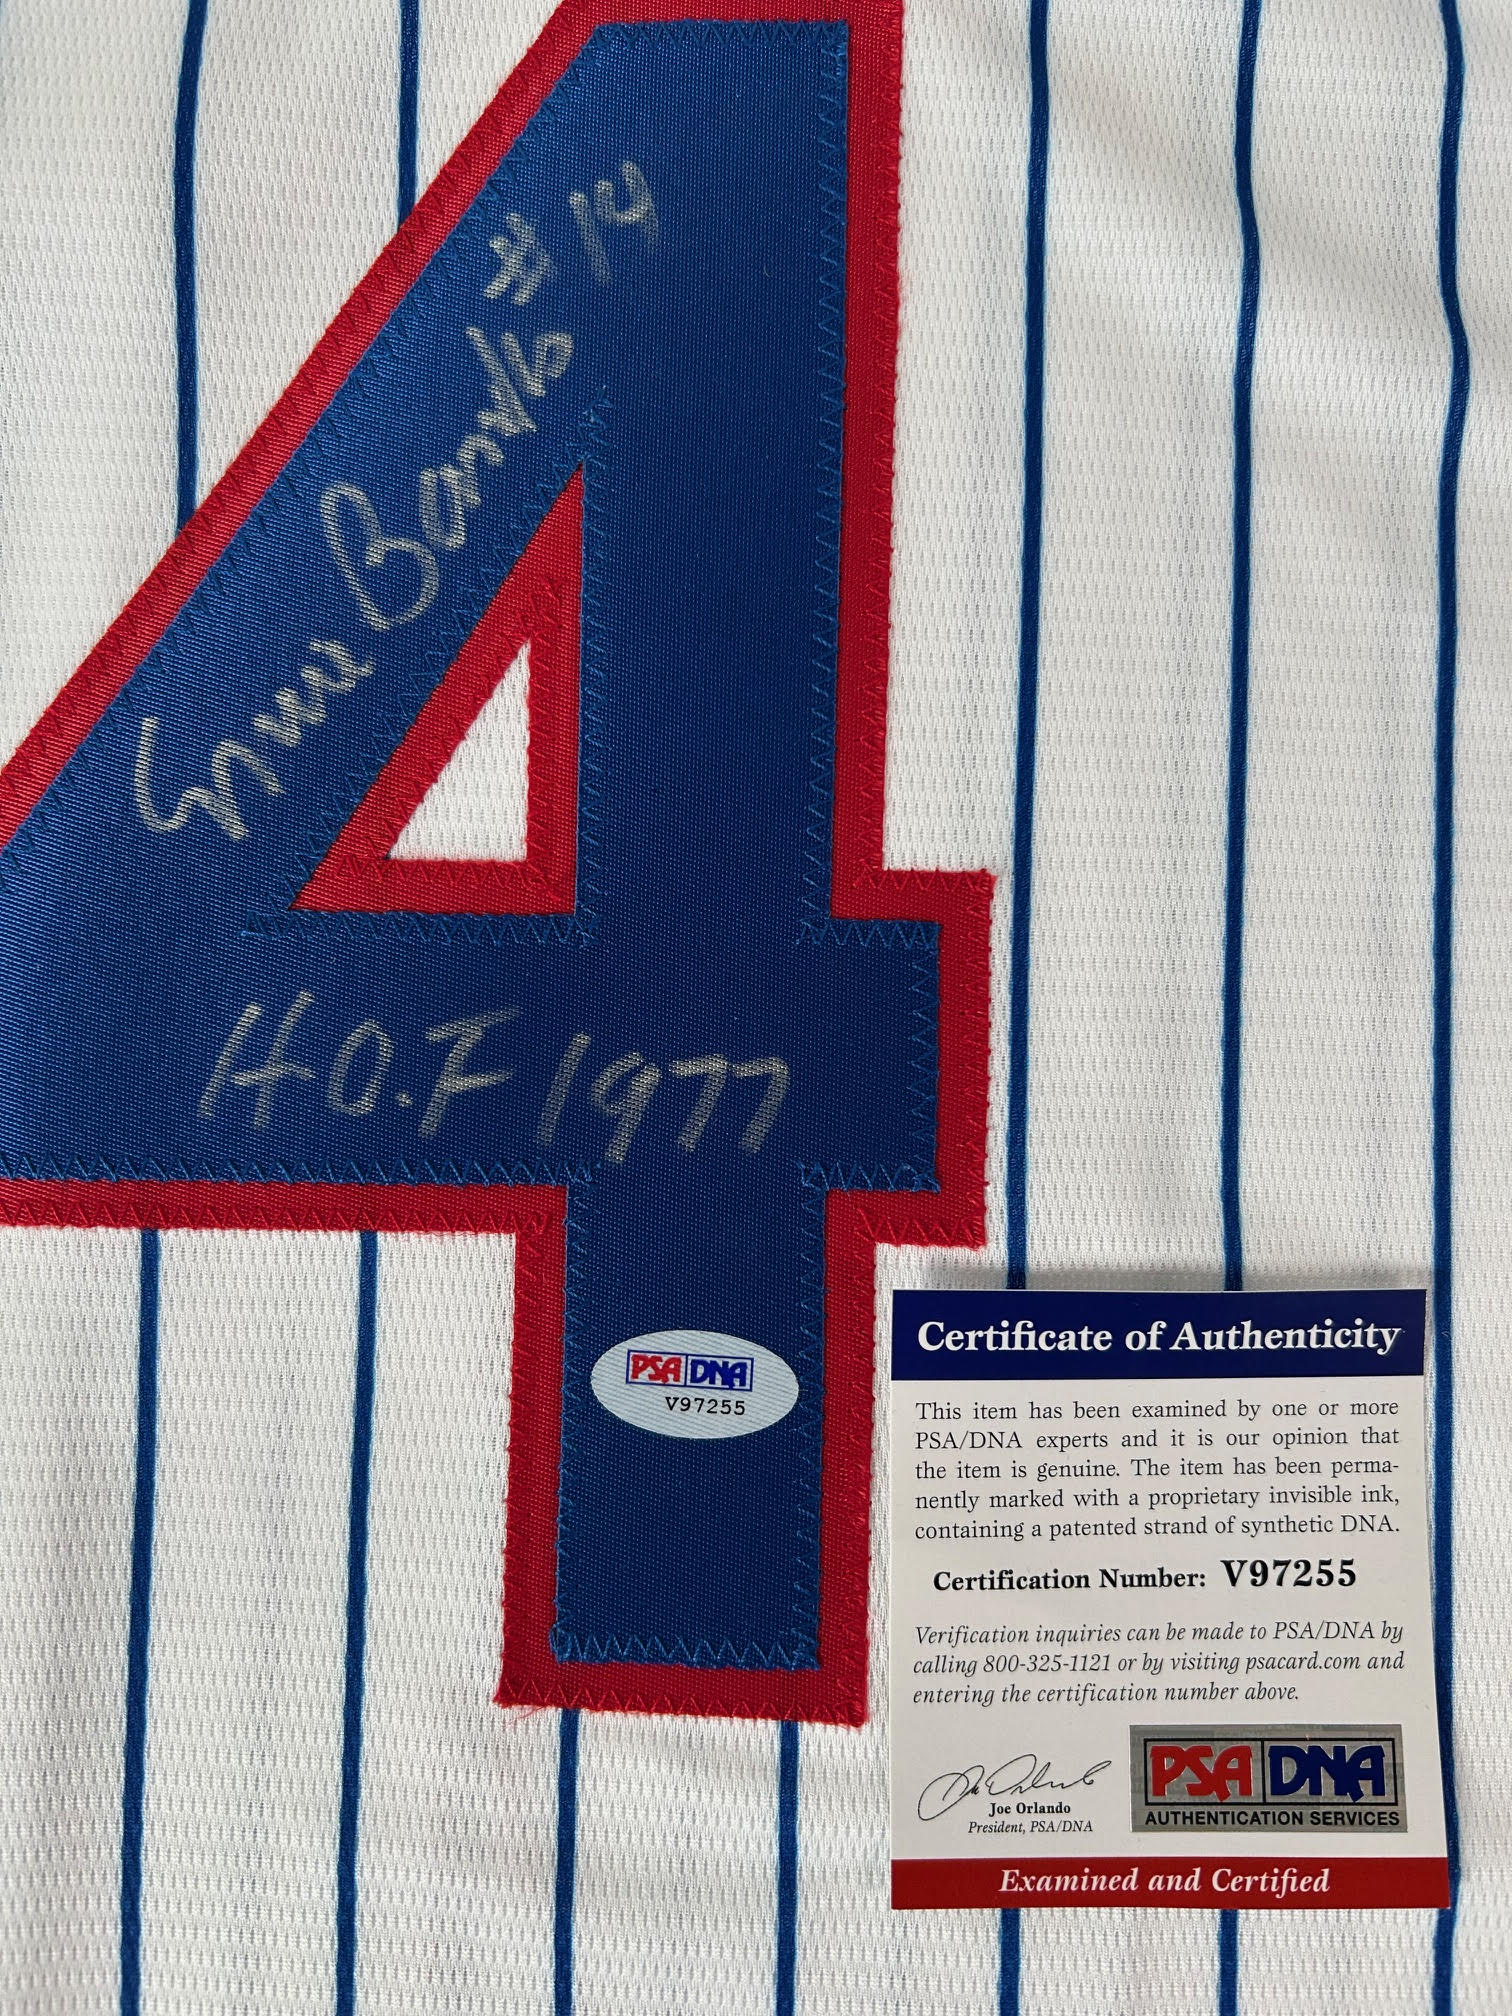 Ernie Banks #14
H O.F 1977
PSA DNA
V97255
Certificate of Authenticity
This item has been examined by one or more
PSA/DNA experts and it is our opinion that
the item is genuine. The item has been perma-
nently marked with a proprietary invisible ink,
containing a patented strand of synthetic DNA.
Certification Number: V97255
Verification inquiries can be made to PSA/DNA by
calling 800-325-1121 or by visiting psacard.com and
entering the certification number above.
Joe Orlando
Joe Orlando
President, PSA/DNA
PSA DNA
AUTHENTICATION SERVICES
Examined and Certified
4